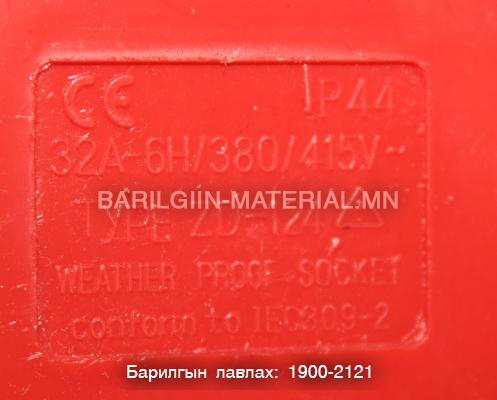 CE IP44
32A-6H/380/415V~
BARILGIIN-MATERIAL.MN
TYPE ZD-124
WEATHER PROOF SOCKET
conform to IEC309-2
Барилгын лавлах: 1900-2121